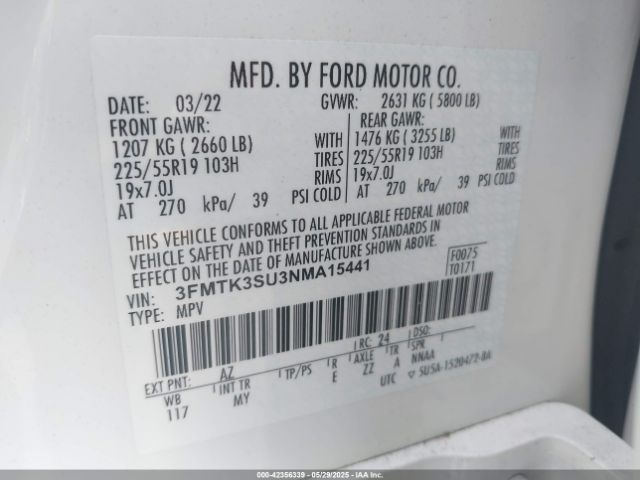 MFD. BY FORD MOTOR CO.
DATE: 03/22 GVWR: 2631 KG ( 5800 LB)
FRONT GAWR: REAR GAWR:
1207 KG ( 2660 LB) WITH 1476 KG ( 3255 LB) WITH
225/55R19 103H TIRES 225/55R19 103H TIRES
19x7.0J RIMS 19x7.0J RIMS
AT 270 kPa/ 39 PSI COLD AT 270 kPa/ 39 PSI COLD
THIS VEHICLE CONFORMS TO ALL APPLICABLE FEDERAL MOTOR
VEHICLE SAFETY AND THEFT PREVENTION STANDARDS IN
EFFECT ON THE DATE OF MANUFACTURE SHOWN ABOVE.
VIN: 3FMTK3SU3NMA15441 F0075
TYPE: MPV T0171
EXT PNT: AZ RC: 24 DSO:
WB INT TR TP/PS R AXLE TR SPR
117 MY E ZZ A NNAA
UTC ▽ 5U5A-1520472-BA
000-42356339 - 05/29/2025 - IAA Inc.